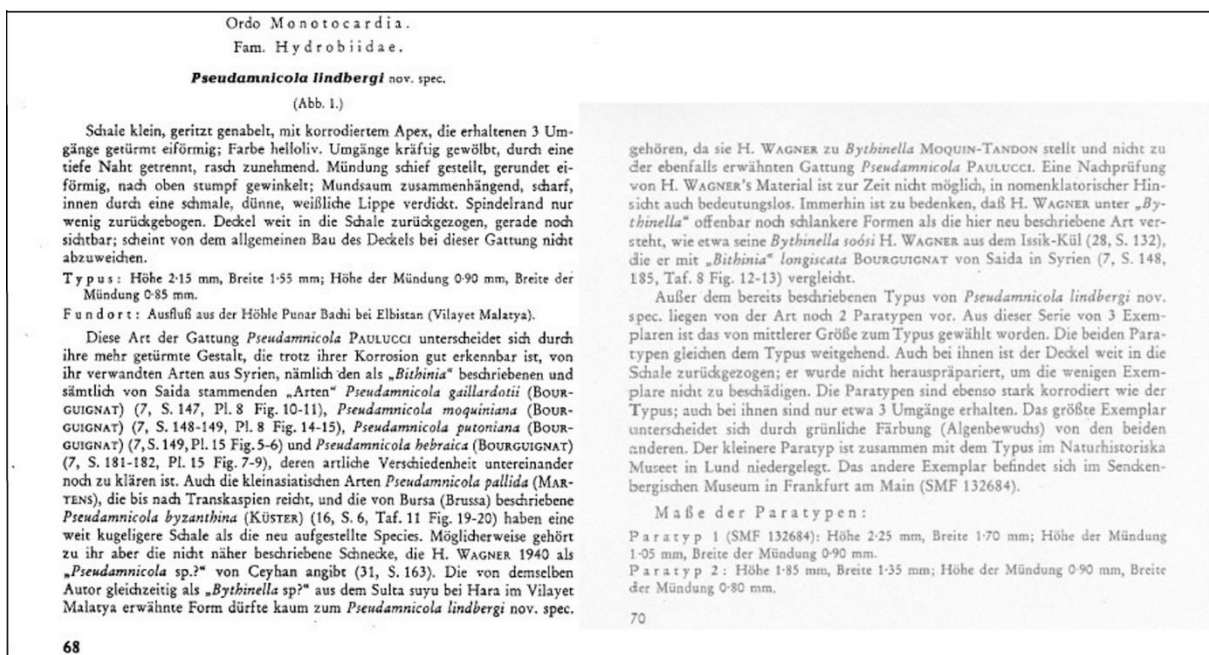 Ordo Monotocardia.
Fam. Hydrobiidae.
Pseudamnicola lindbergi nov. spec.
(Abb. 1.)
Schale klein, geritzt genabelt, mit korrodiertem Apex, die erhaltenen 3 Um-
gänge getürmt eiförmig; Farbe helloliv. Umgänge kräftig gewölbt, durch eine
tiefe Naht getrennt, rasch zunehmend. Mündung schief gestellt, gerundet ei-
förmig, nach oben stumpf gewinkelt; Mundsaum zusammenhängend, scharf,
innen durch eine schmale, dünne, weißliche Lippe verdickt. Spindelrand nur
wenig zurückgebogen. Deckel weit in die Schale zurückgezogen, gerade noch
sichtbar; scheint von dem allgemeinen Bau des Deckels bei dieser Gattung nicht
abzuweichen.
Typus: Höhe 2·15 mm, Breite 1·55 mm; Höhe der Mündung 0·90 mm, Breite der
Mündung 0·85 mm.
Fundort: Ausfluß aus der Höhle Punar Bachi bei Elbistan (Vilayet Malatya).
Diese Art der Gattung Pseudamnicola PAULUCCI unterscheidet sich durch
ihre mehr getürmte Gestalt, die trotz ihrer Korrosion gut erkennbar ist, von
ihr verwandten Arten aus Syrien, nämlich den als „Bithinia“ beschriebenen und
sämtlich von Saida stammenden „Arten“ Pseudamnicola gaillardotii (BOUR-
GUIGNAT) (7, S. 147, Pl. 8 Fig. 10-11), Pseudamnicola moquiniana (BOUR-
GUIGNAT) (7, S. 148-149, Pl. 8 Fig. 14-15), Pseudamnicola putoniana (BOUR-
GUIGNAT) (7, S. 149, Pl. 15 Fig. 5-6) und Pseudamnicola hebraica (BOURGUIGNAT)
(7, S. 181-182, Pl. 15 Fig. 7-9), deren artliche Verschiedenheit untereinander
noch zu klären ist. Auch die kleinasiatischen Arten Pseudamnicola pallida (MAR-
TENS), die bis nach Transkaspien reicht, und die von Bursa (Brussa) beschriebene
Pseudamnicola byzanthina (KÜSTER) (16, S. 6, Taf. 11 Fig. 19-20) haben eine
weit kugeligere Schale als die neu aufgestellte Species. Möglicherweise gehört
zu ihr aber die nicht näher beschriebene Schnecke, die H. WAGNER 1940 als
„Pseudamnicola sp.?“ von Ceyhan angibt (31, S. 163). Die von demselben
Autor gleichzeitig als „Bythinella sp?“ aus dem Sulta suyu bei Hara im Vilayet
Malatya erwähnte Form dürfte kaum zum Pseudamnicola lindbergi nov. spec.
68
gehören, da sie H. WAGNER zu Bythinella MOQUIN-TANDON stellt und nicht zu
der ebenfalls erwähnten Gattung Pseudamnicola PAULUCCI. Eine Nachprüfung
von H. WAGNER'S Material ist zur Zeit nicht möglich, in nomenklatorischer Hin-
sicht auch bedeutungslos. Immerhin ist zu bedenken, daß H. WAGNER unter „By-
thinella“ offenbar noch schlankere Formen als die hier neu beschriebene Art ver-
steht, wie etwa seine Bythinella soósi H. WAGNER aus dem Issik-Kül (28, S. 132),
die er mit „Bithinia“ longiscata BOURGUIGNAT von Saida in Syrien (7, S. 148,
185, Taf. 8 Fig. 12-13) vergleicht.
Außer dem bereits beschriebenen Typus von Pseudamnicola lindbergi nov.
spec. liegen von der Art noch 2 Paratypen vor. Aus dieser Serie von 3 Exem-
plaren ist das von mittlerer Größe zum Typus gewählt worden. Die beiden Para-
typen gleichen dem Typus weitgehend. Auch bei ihnen ist der Deckel weit in die
Schale zurückgezogen; er wurde nicht herauspräpariert, um die wenigen Exem-
plare nicht zu beschädigen. Die Paratypen sind ebenso stark korrodiert wie der
Typus; auch bei ihnen sind nur etwa 3 Umgänge erhalten. Das größte Exemplar
unterscheidet sich durch grünliche Färbung (Algenbewuchs) von den beiden
anderen. Der kleinere Paratyp ist zusammen mit dem Typus im Naturhistoriska
Museet in Lund niedergelegt. Das andere Exemplar befindet sich im Sencken-
bergischen Museum in Frankfurt am Main (SMF 132684).
Maße der Paratypen:
Paratyp 1 (SMF 132684): Höhe 2·25 mm, Breite 1·70 mm; Höhe der Mündung
1·05 mm, Breite der Mündung 0·90 mm.
Paratyp 2: Höhe 1·85 mm, Breite 1·35 mm; Höhe der Mündung 0·90 mm, Breite
der Mündung 0·80 mm.
70